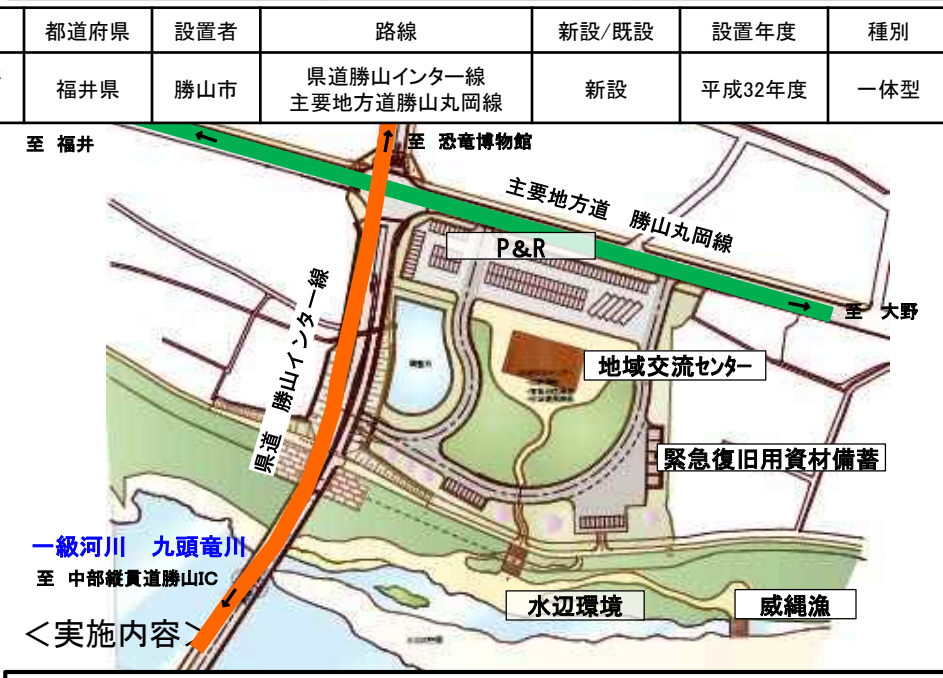 都道府県 設置者 路線 新設/既設 設置年度 種別
福井県 勝山市 県道勝山インター線 新設 平成32年度 一体型
主要地方道勝山丸岡線
至 福井
至 恐竜博物館
主要地方道 勝山丸岡線
P&R
県道 勝山インター線
至 大野
地域交流センター
緊急復旧用資材備蓄
一級河川 九頭竜川
至 中部縦貫道勝山IC
水辺環境
威縄漁
＜実施内容＞